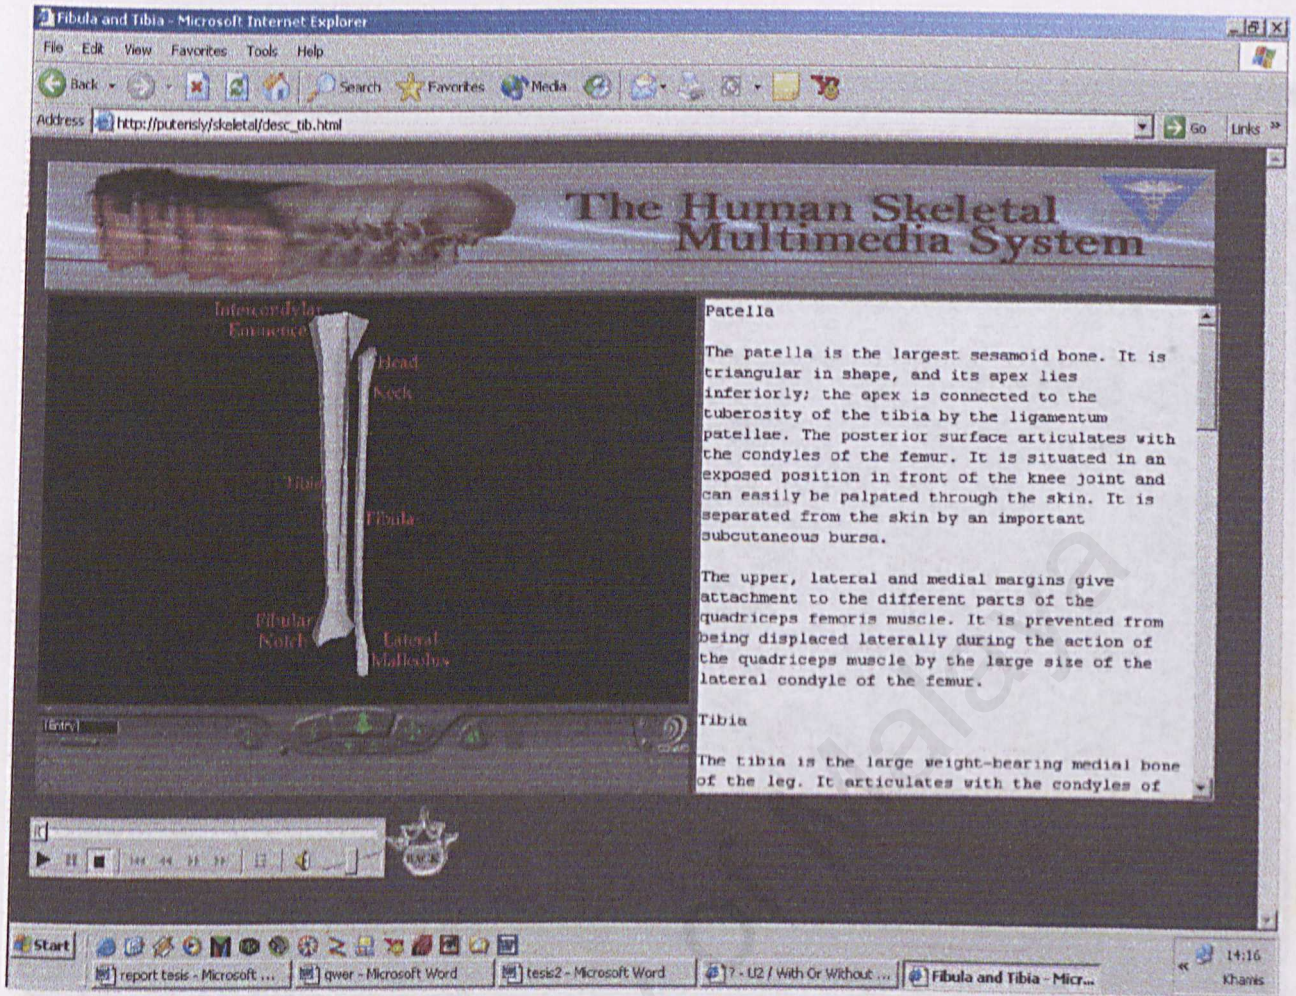 Fibula and Tibia - Microsoft Internet Explorer
File Edit View Favorites Tools Help
Back Search Favorites Media
Address http://puterisly/skeletal/desc_tib.html Go Links »
The Human Skeletal
Multimedia System
Intercondylar
Eminence
Head
Neck
Tibia
Fibula
Fibular
Notch
Lateral
Malleolus
[Entry]
Patella
The patella is the largest sesamoid bone. It is
triangular in shape, and its apex lies
inferiorly; the apex is connected to the
tuberosity of the tibia by the ligamentum
patellae. The posterior surface articulates with
the condyles of the femur. It is situated in an
exposed position in front of the knee joint and
can easily be palpated through the skin. It is
separated from the skin by an important
subcutaneous bursa.
The upper, lateral and medial margins give
attachment to the different parts of the
quadriceps femoris muscle. It is prevented from
being displaced laterally during the action of
the quadriceps muscle by the large size of the
lateral condyle of the femur.
Tibia
The tibia is the large weight-bearing medial bone
of the leg. It articulates with the condyles of
BACK
Start
report tesis - Microsoft ... qwer - Microsoft Word tesis2 - Microsoft Word ? - U2 / With Or Without ... Fibula and Tibia - Micr...
« 14:16
Khamis